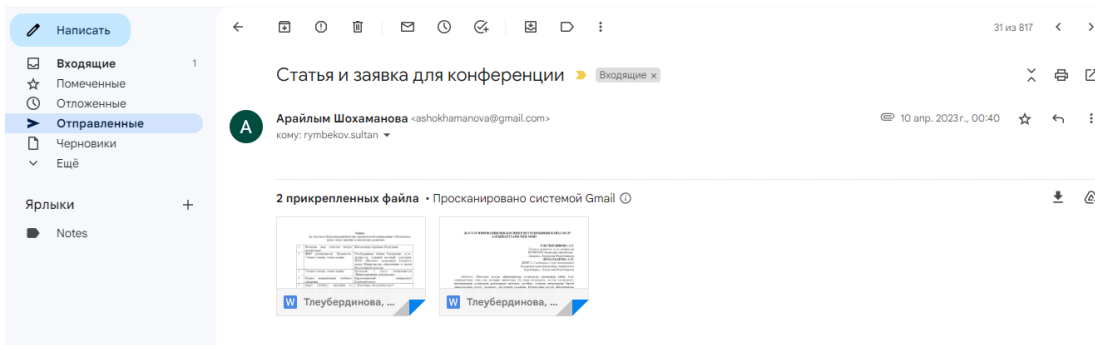 Написать
31 из 817
Входящие 1
Помеченные
Отложенные
Отправленные
Черновики
Ещё
Ярлыки
Notes
Статья и заявка для конференции Входящие ×
А
Арайлым Шохаманова <ashokhamanova@gmail.com>
10 апр. 2023 г., 00:40
кому: rymbekov.sultan
2 прикрепленных файла • Просканировано системой Gmail
W Тлеубердинова, ...
W Тлеубердинова, ...